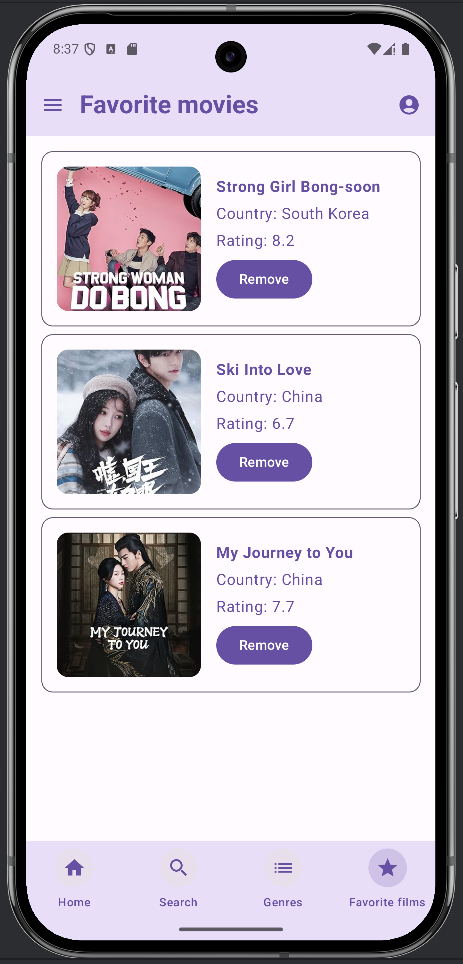 8:37
Favorite movies
STRONG WOMAN
DO BONG
Strong Girl Bong-soon
Country: South Korea
Rating: 8.2
Remove
Ski Into Love
Country: China
Rating: 6.7
Remove
MY JOURNEY
TO YOU
My Journey to You
Country: China
Rating: 7.7
Remove
Home
Search
Genres
Favorite films